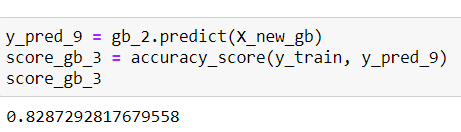 y_pred_9 = gb_2.predict(X_new_gb)
score_gb_3 = accuracy_score(y_train, y_pred_9)
score_gb_3
0.8287292817679558